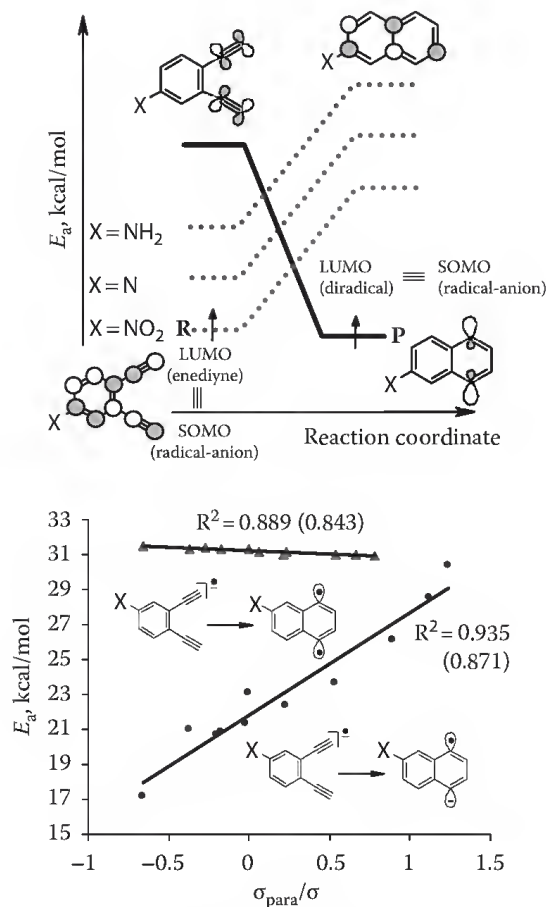 X
X
E_a, kcal/mol
X = NH₂
X = N
X = NO₂ R
LUMO
(enediyne)
SOMO
(radical-anion)
LUMO ≡ SOMO
(diradical) (radical-anion)
P
X
X
Reaction coordinate
33
31
29
27
25
23
21
19
17
15
E_a, kcal/mol
R² = 0.889 (0.843)
X
X
R² = 0.935
(0.871)
X
X
−1
−0.5
0
0.5
1
1.5
σ_para/σ